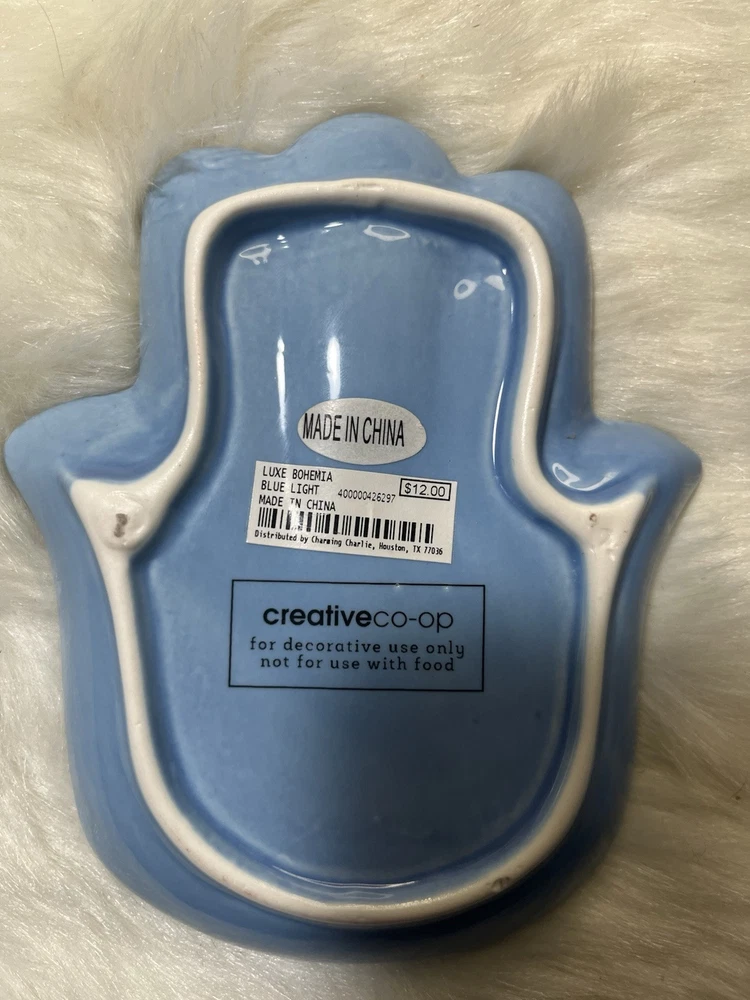 MADE IN CHINA
LUXE BOHEMIA
BLUE LIGHT 400000426297 $12.00
MADE IN CHINA
Distributed by Charming Charlie, Houston, TX 77036
creativeco-op
for decorative use only
not for use with food